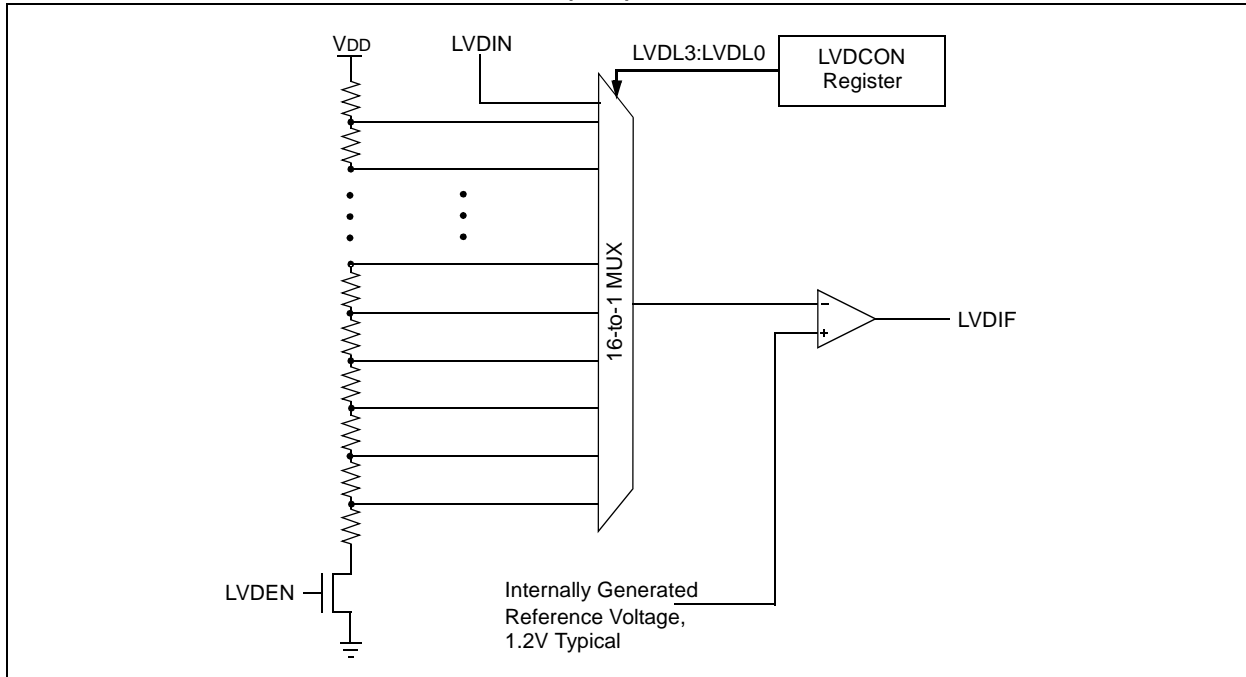 VDD
LVDIN
LVDL3:LVDL0
LVDCON
Register
16-to-1 MUX
−
+
LVDIF
LVDEN
Internally Generated
Reference Voltage,
1.2V Typical